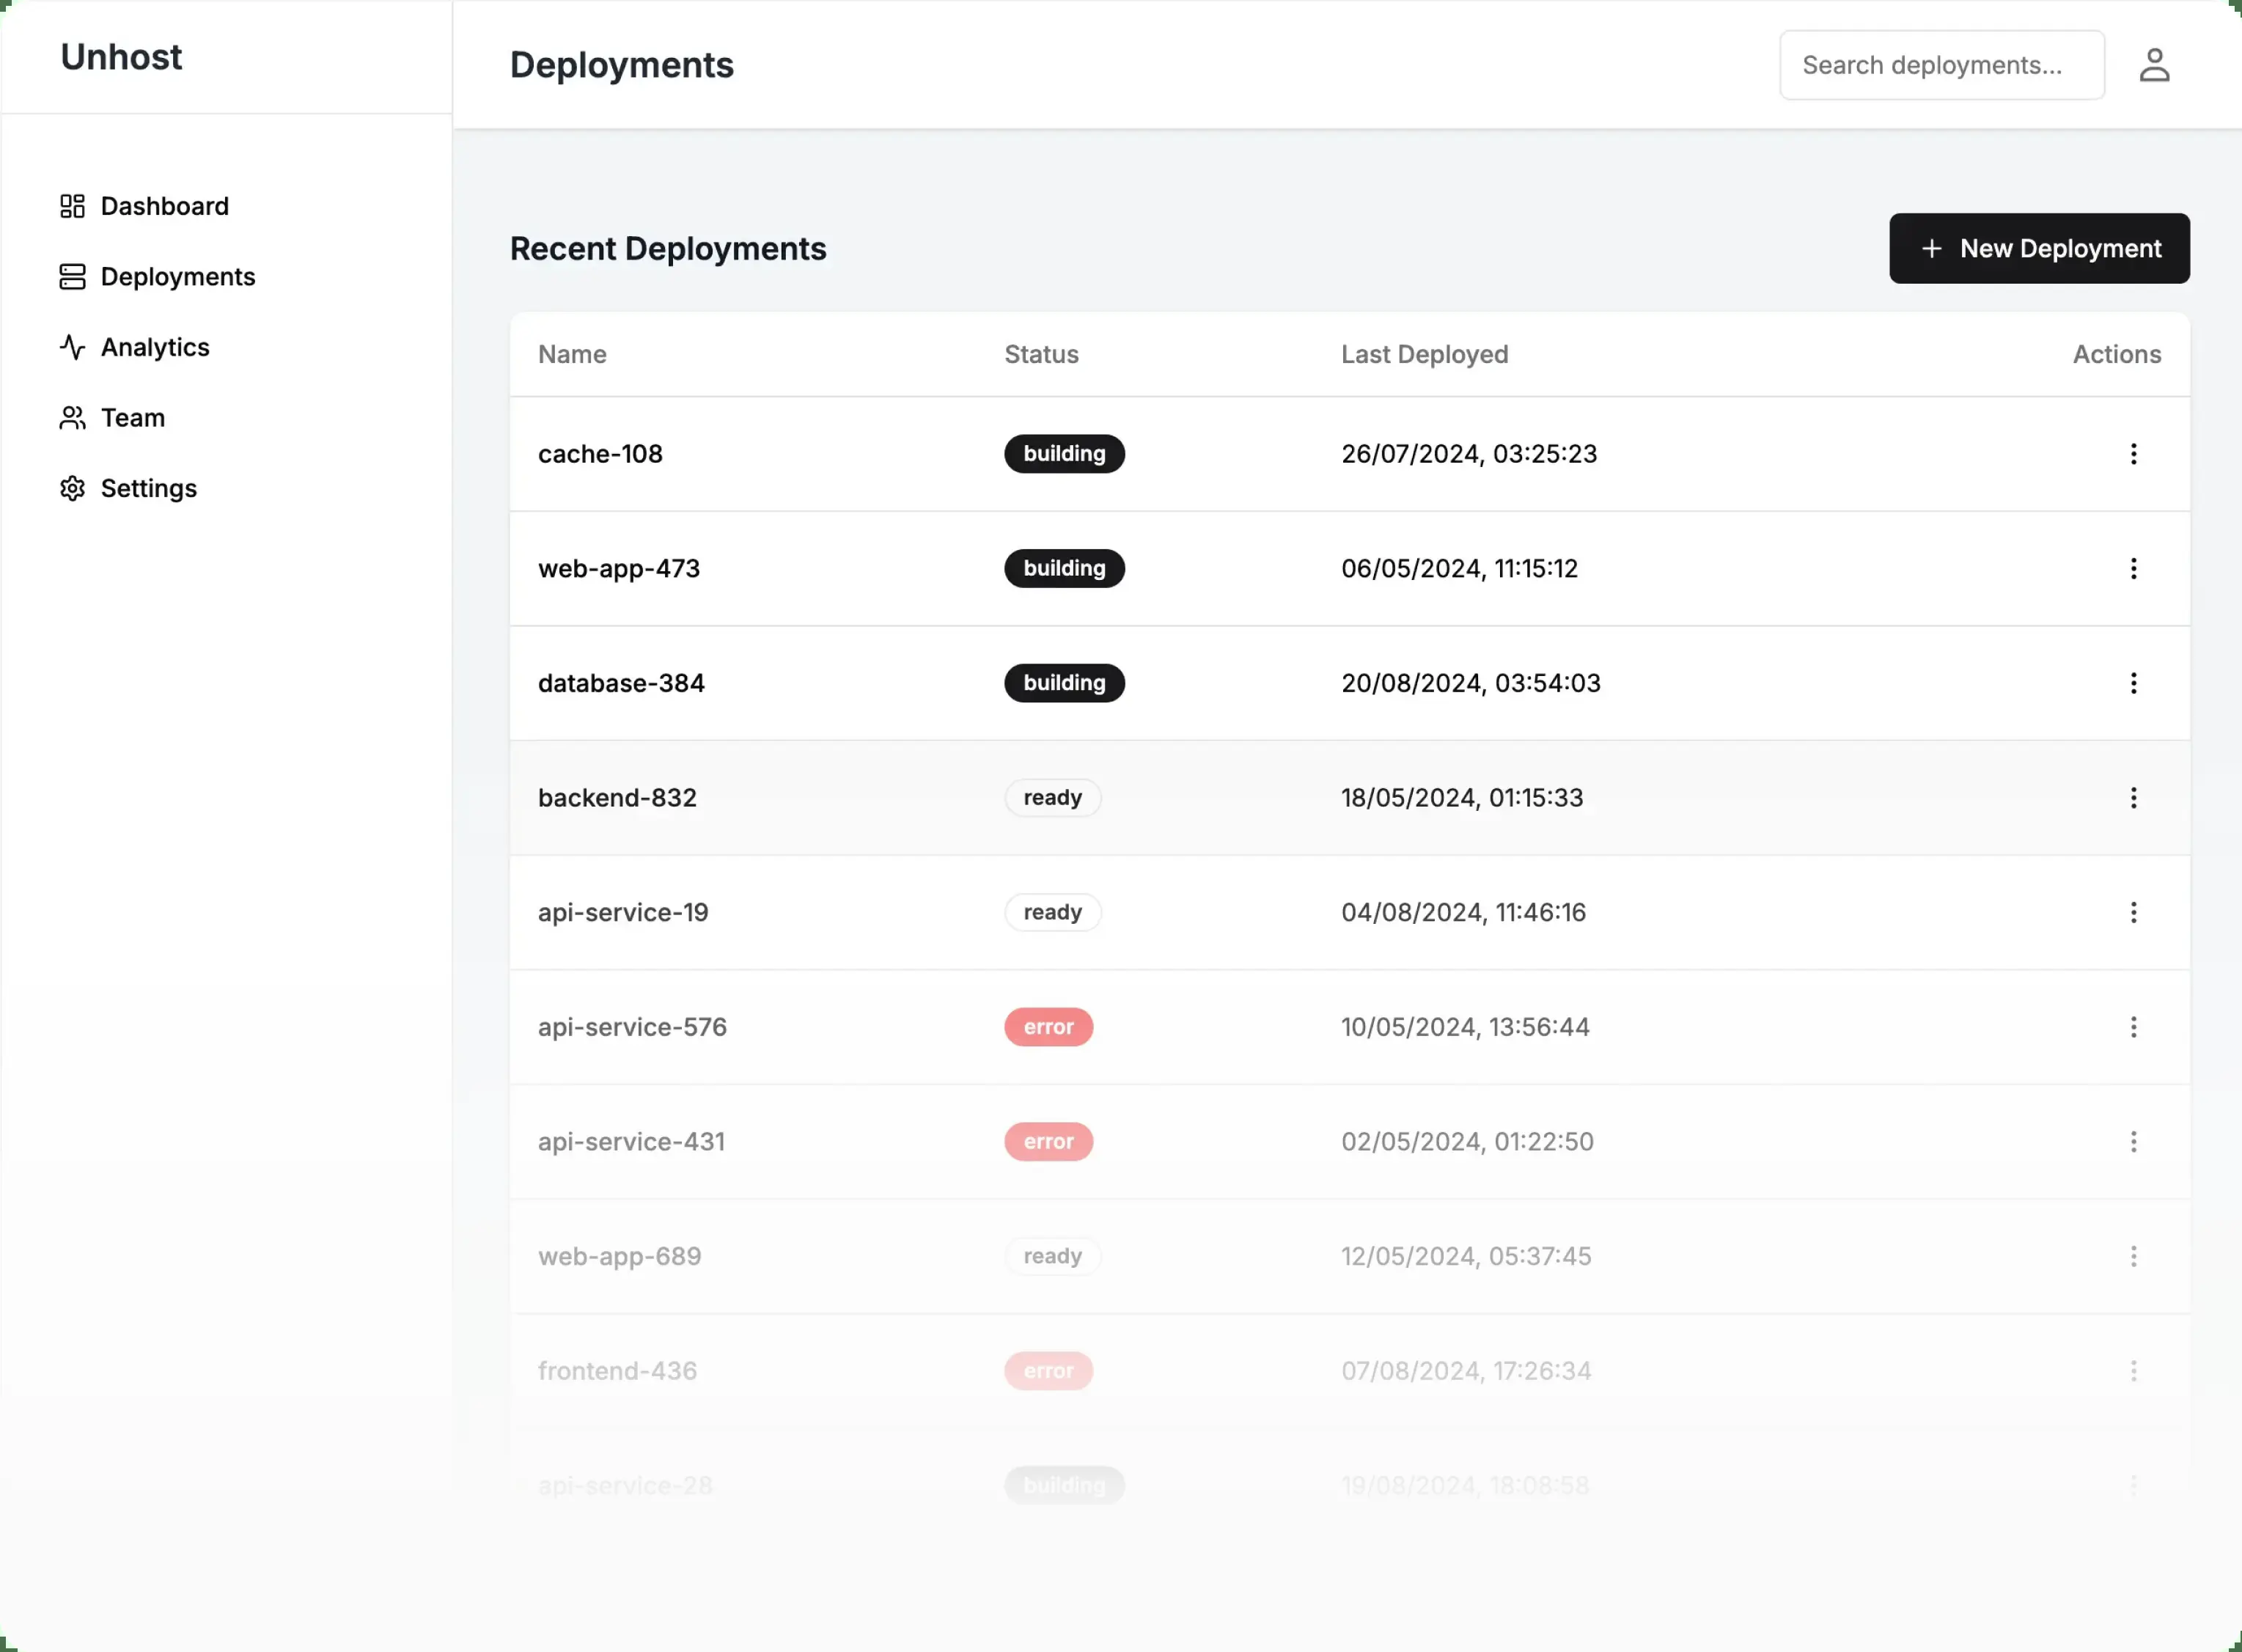 Unhost
Deployments
Search deployments...
Dashboard
Deployments
Analytics
Team
Settings
Recent Deployments
+ New Deployment
Name Status Last Deployed Actions
cache-108 building 26/07/2024, 03:25:23
web-app-473 building 06/05/2024, 11:15:12
database-384 building 20/08/2024, 03:54:03
backend-832 ready 18/05/2024, 01:15:33
api-service-19 ready 04/08/2024, 11:46:16
api-service-576 error 10/05/2024, 13:56:44
api-service-431 error 02/05/2024, 01:22:50
web-app-689 ready 12/05/2024, 05:37:45
frontend-436 error 07/08/2024, 17:26:34
api-service-28 building 19/08/2024, 18:08:58